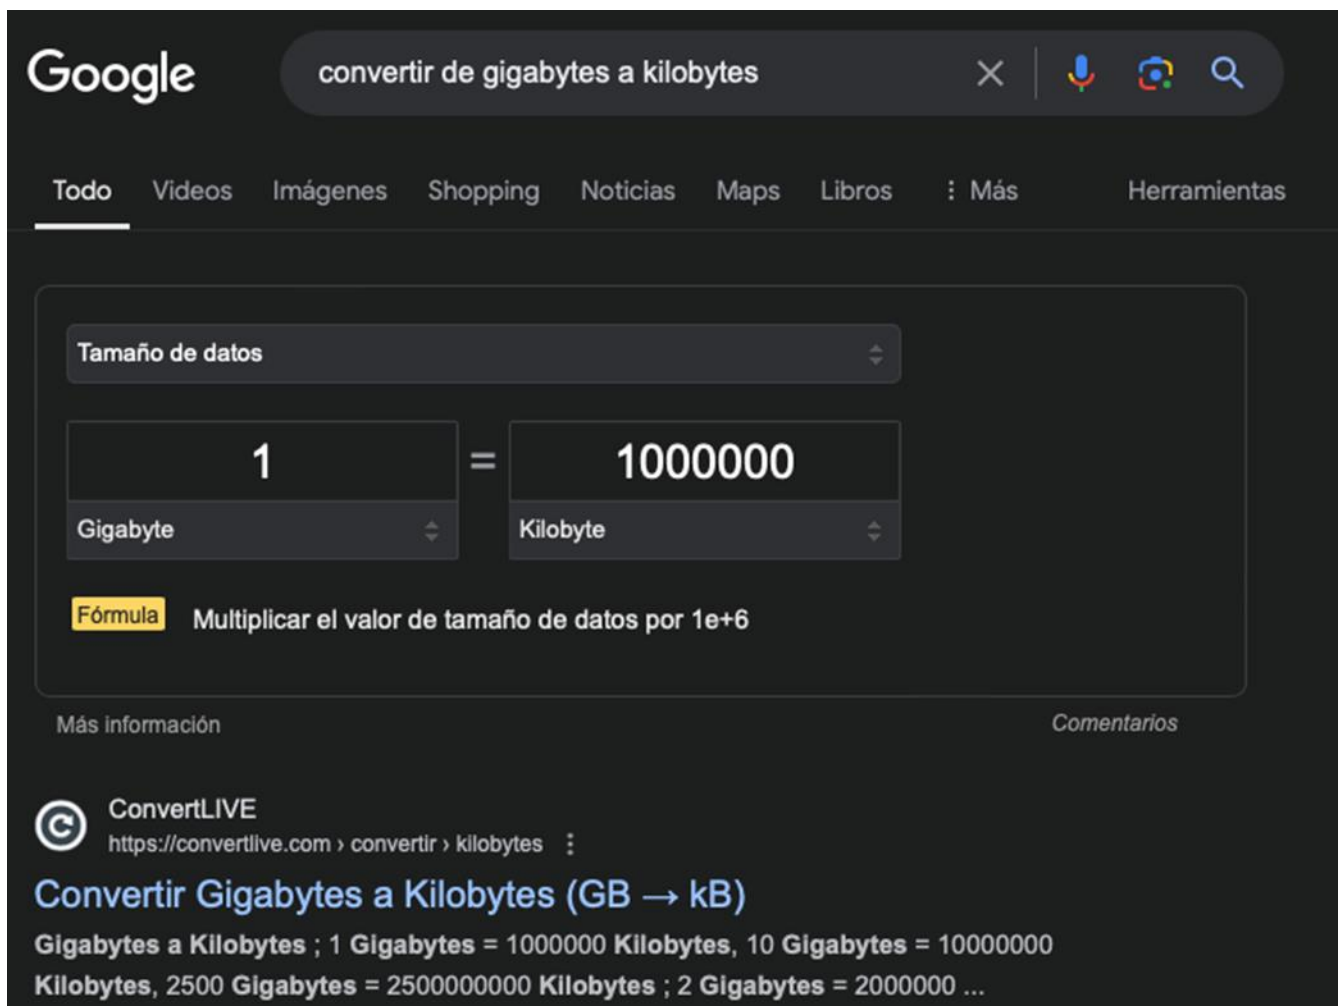 Google convertir de gigabytes a kilobytes
Todo Videos Imágenes Shopping Noticias Maps Libros Más Herramientas
Tamaño de datos
1 = 1000000
Gigabyte Kilobyte
Fórmula Multiplicar el valor de tamaño de datos por 1e+6
Más información Comentarios
ConvertLIVE
https://convertlive.com › convertir › kilobytes
Convertir Gigabytes a Kilobytes (GB → kB)
Gigabytes a Kilobytes ; 1 Gigabytes = 1000000 Kilobytes, 10 Gigabytes = 10000000
Kilobytes, 2500 Gigabytes = 2500000000 Kilobytes ; 2 Gigabytes = 2000000 ...